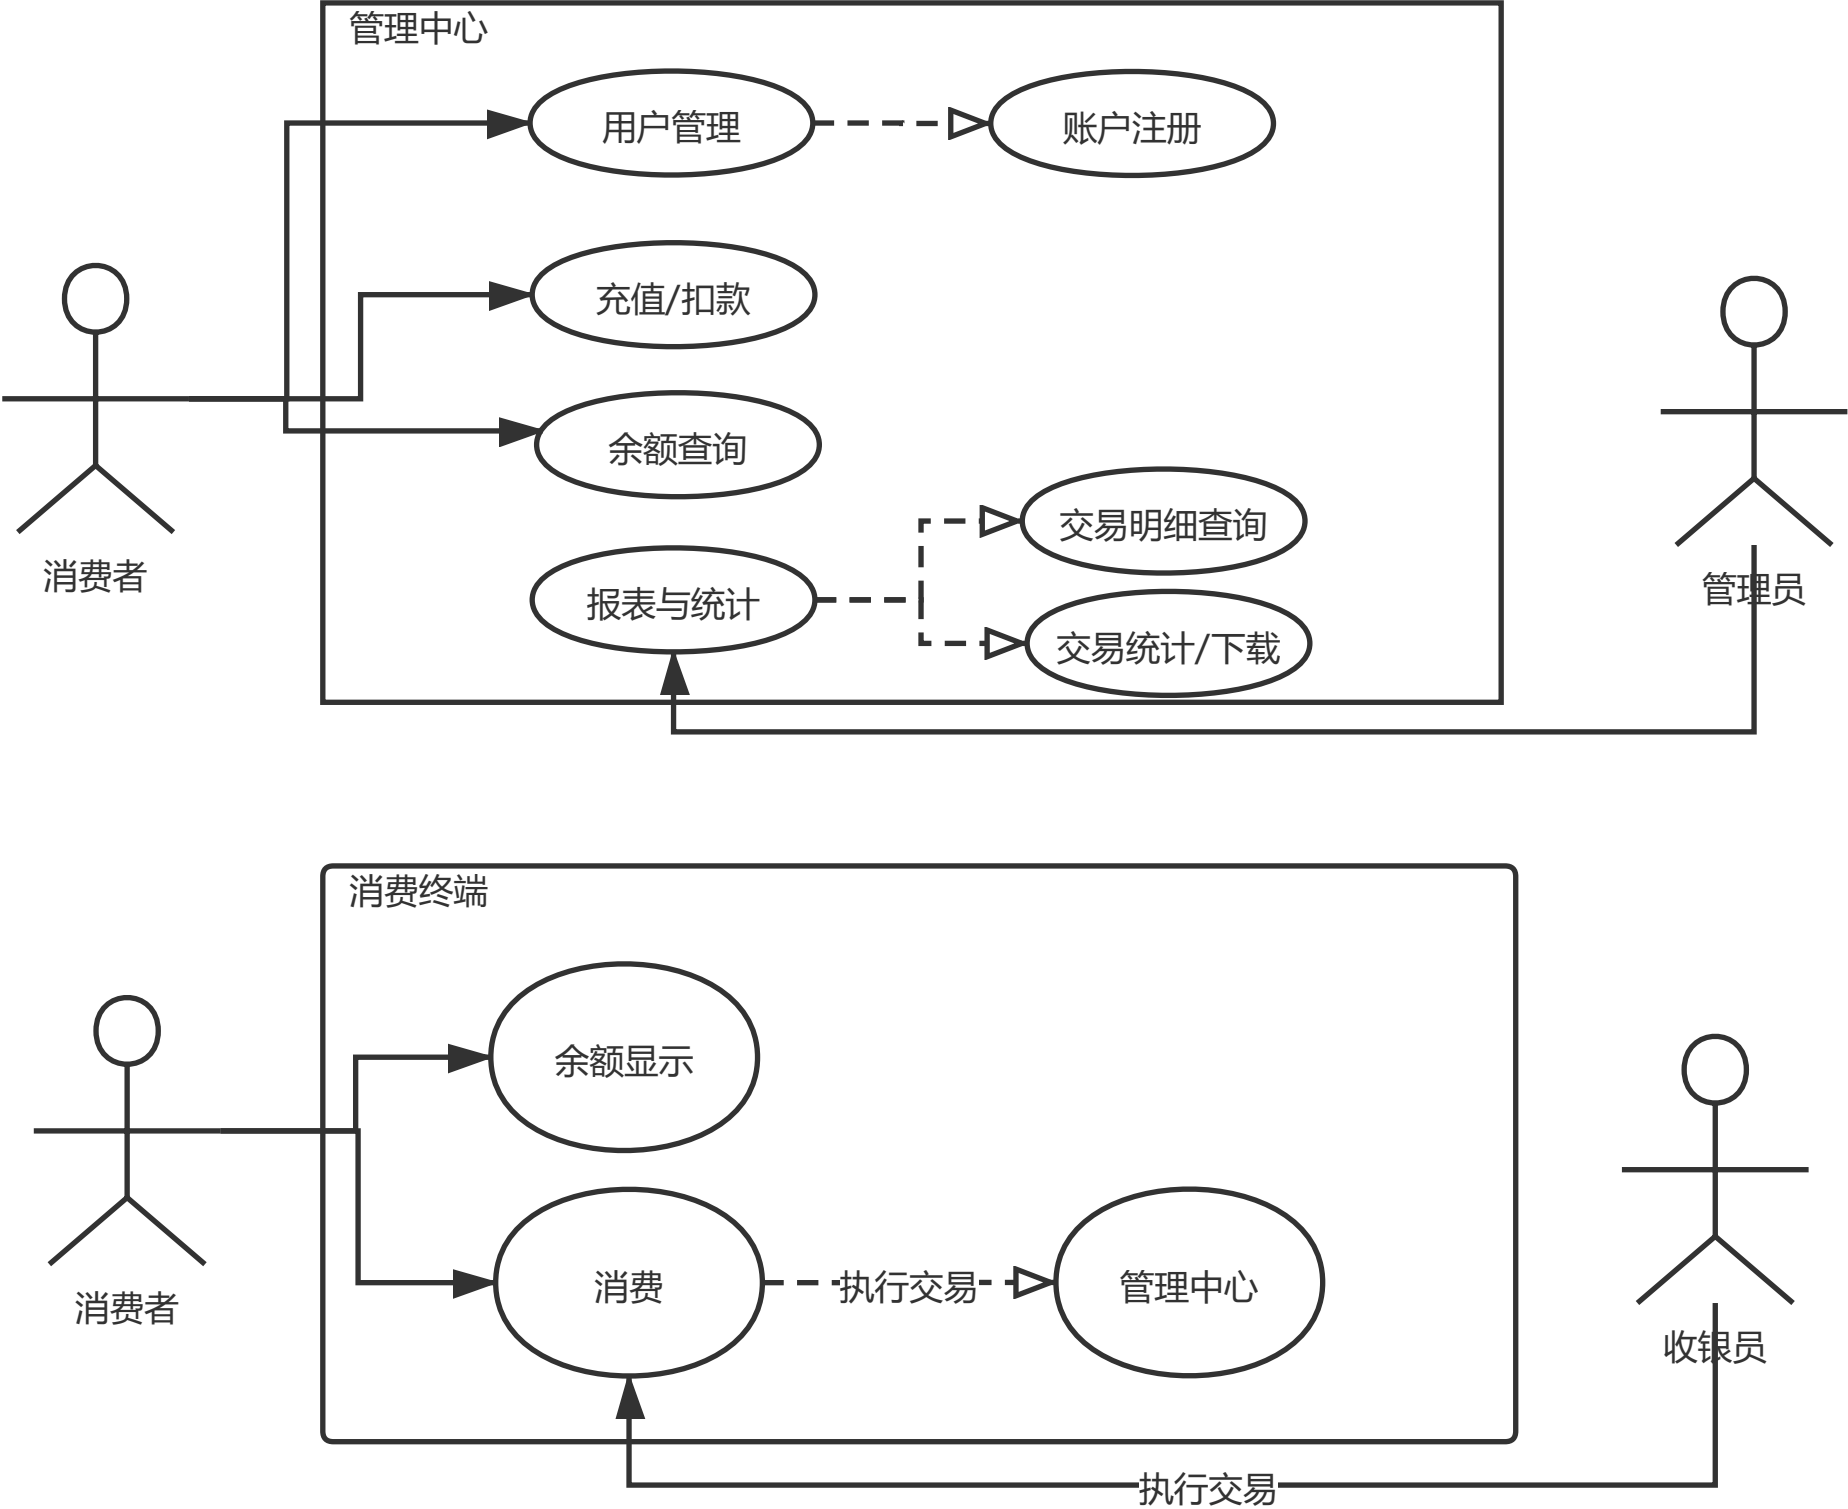 管理中心
用户管理
账户注册
充值/扣款
余额查询
交易明细查询
报表与统计
交易统计/下载
消费者
管理员
消费终端
余额显示
消费
执行交易
管理中心
消费者
收银员
执行交易